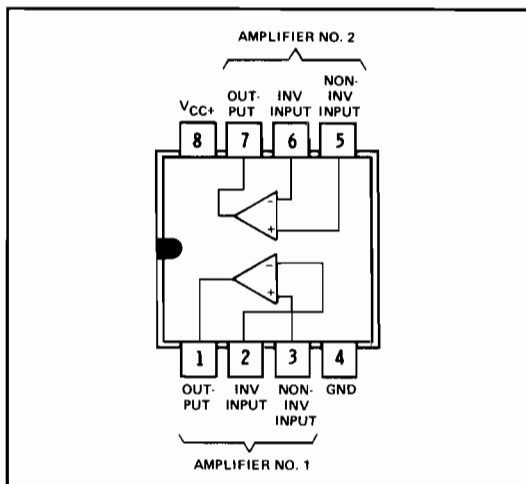 AMPLIFIER NO. 2
V CC+
OUT-
PUT
INV
INPUT
NON-
INV
INPUT
8
7
6
5
-
+
-
+
1
2
3
4
OUT-
PUT
INV
INPUT
NON-
INV
INPUT
GND
AMPLIFIER NO. 1